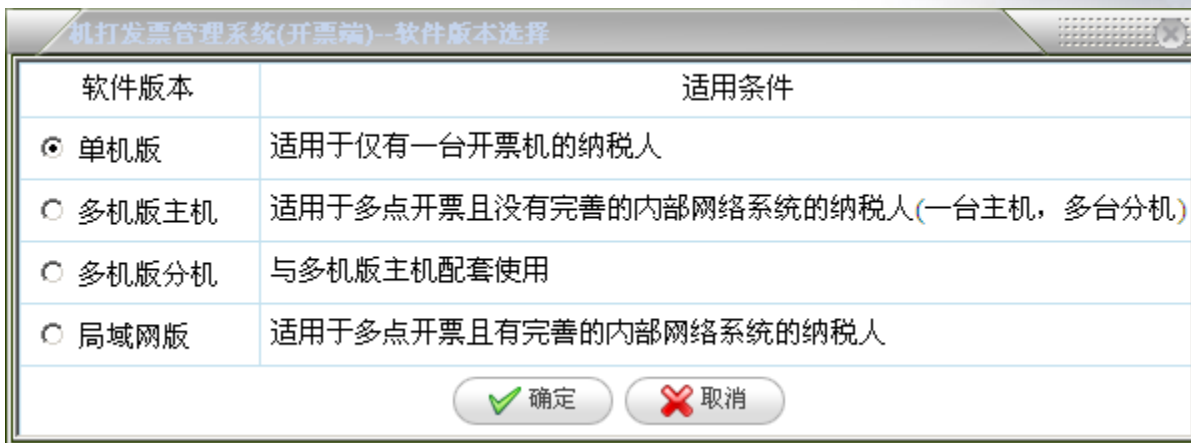 机打发票管理系统(开票端)--软件版本选择
软件版本 适用条件
单机版 适用于仅有一台开票机的纳税人
多机版主机 适用于多点开票且没有完善的内部网络系统的纳税人(一台主机，多台分机)
多机版分机 与多机版主机配套使用
局域网版 适用于多点开票且有完善的内部网络系统的纳税人
确定 取消